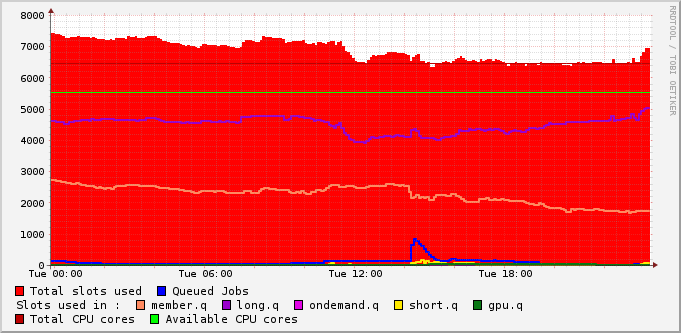 8000
7000
6000
5000
4000
3000
2000
1000
0
Tue 00:00 Tue 06:00 Tue 12:00 Tue 18:00
RRDTOOL / TOBI OETIKER
Total slots used Queued Jobs
Slots used in : member.q long.q ondemand.q short.q gpu.q
Total CPU cores Available CPU cores